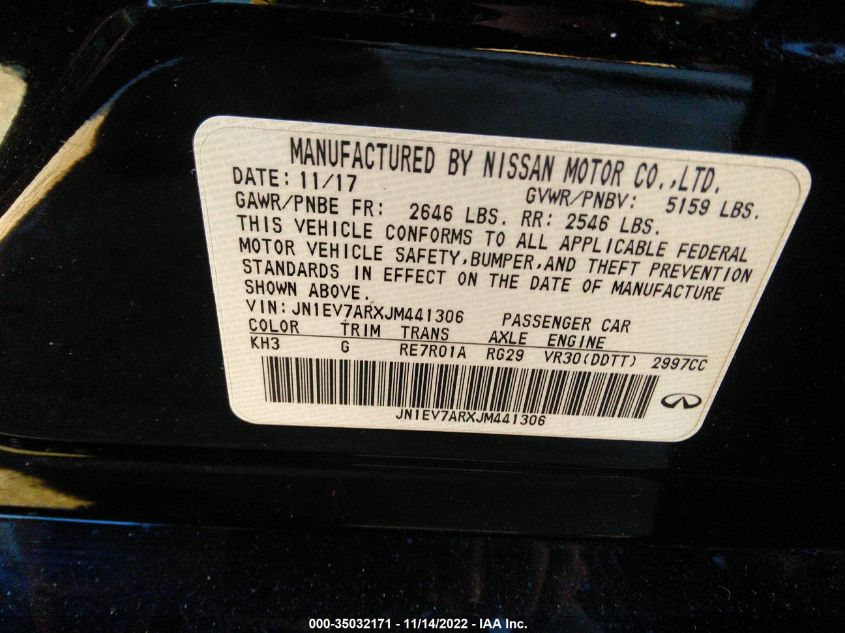 MANUFACTURED BY NISSAN MOTOR CO.,LTD.
DATE: 11/17 GVWR/PNBV: 5159 LBS.
GAWR/PNBE FR: 2646 LBS. RR: 2546 LBS.
THIS VEHICLE CONFORMS TO ALL APPLICABLE FEDERAL
MOTOR VEHICLE SAFETY,BUMPER,AND THEFT PREVENTION
STANDARDS IN EFFECT ON THE DATE OF MANUFACTURE
SHOWN ABOVE.
VIN: JN1EV7ARXJM441306 PASSENGER CAR
COLOR TRIM TRANS AXLE ENGINE
KH3 G RE7R01A RG29 VR30(DDTT) 2997CC
JN1EV7ARXJM441306
000-35032171 - 11/14/2022 - IAA Inc.